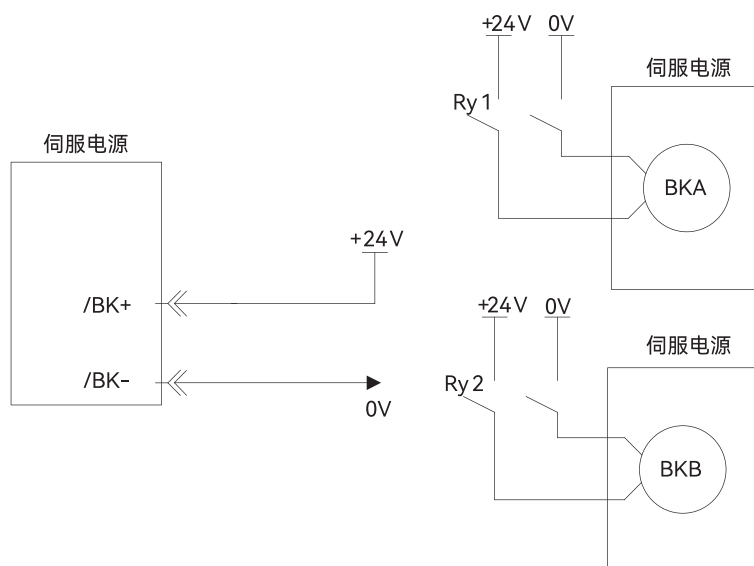 伺服电源
/BK+
/BK-
+24V
0V
+24V 0V
Ry1
伺服电源
BKA
+24V 0V
Ry2
伺服电源
BKB